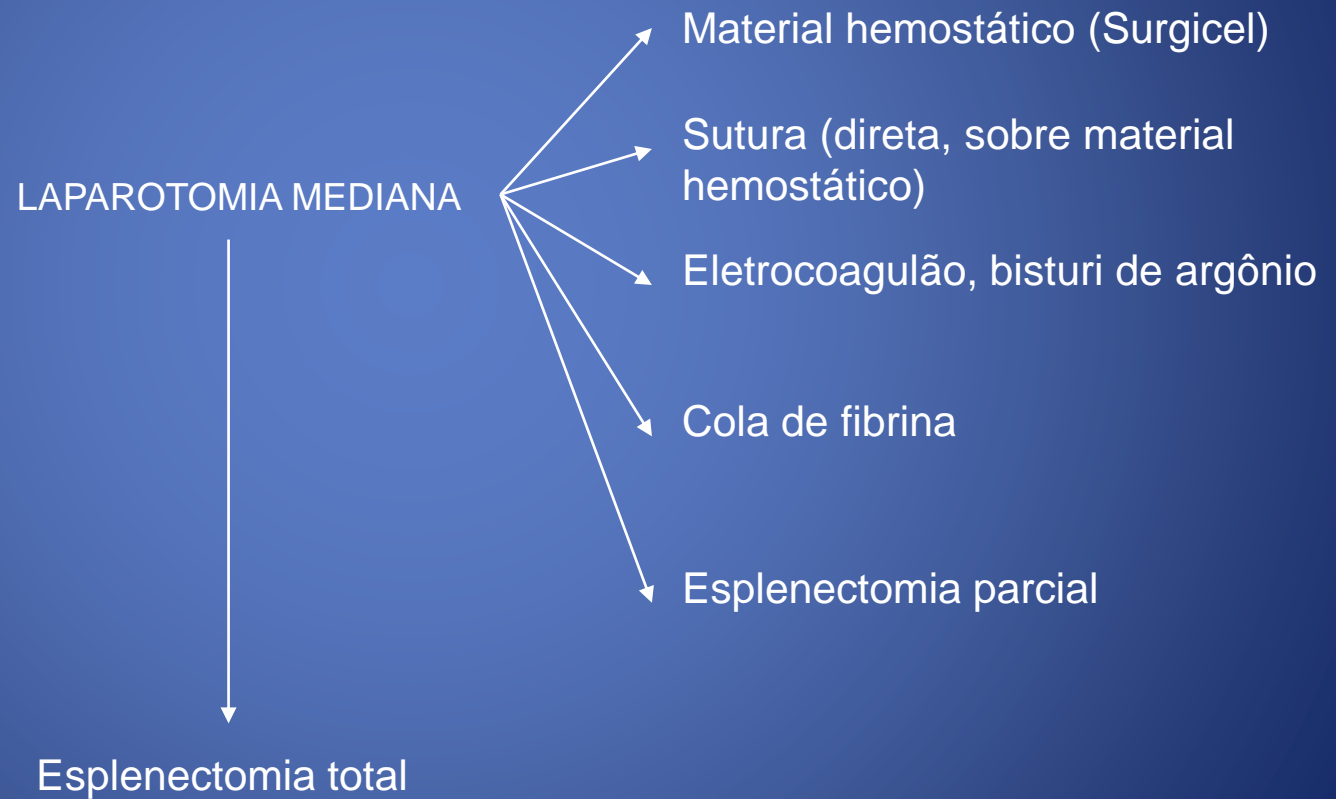 Material hemostático (Surgicel)
Sutura (direta, sobre material
hemostático)
LAPAROTOMIA MEDIANA
Eletrocoagulão, bisturi de argônio
Cola de fibrina
Esplenectomia parcial
Esplenectomia total